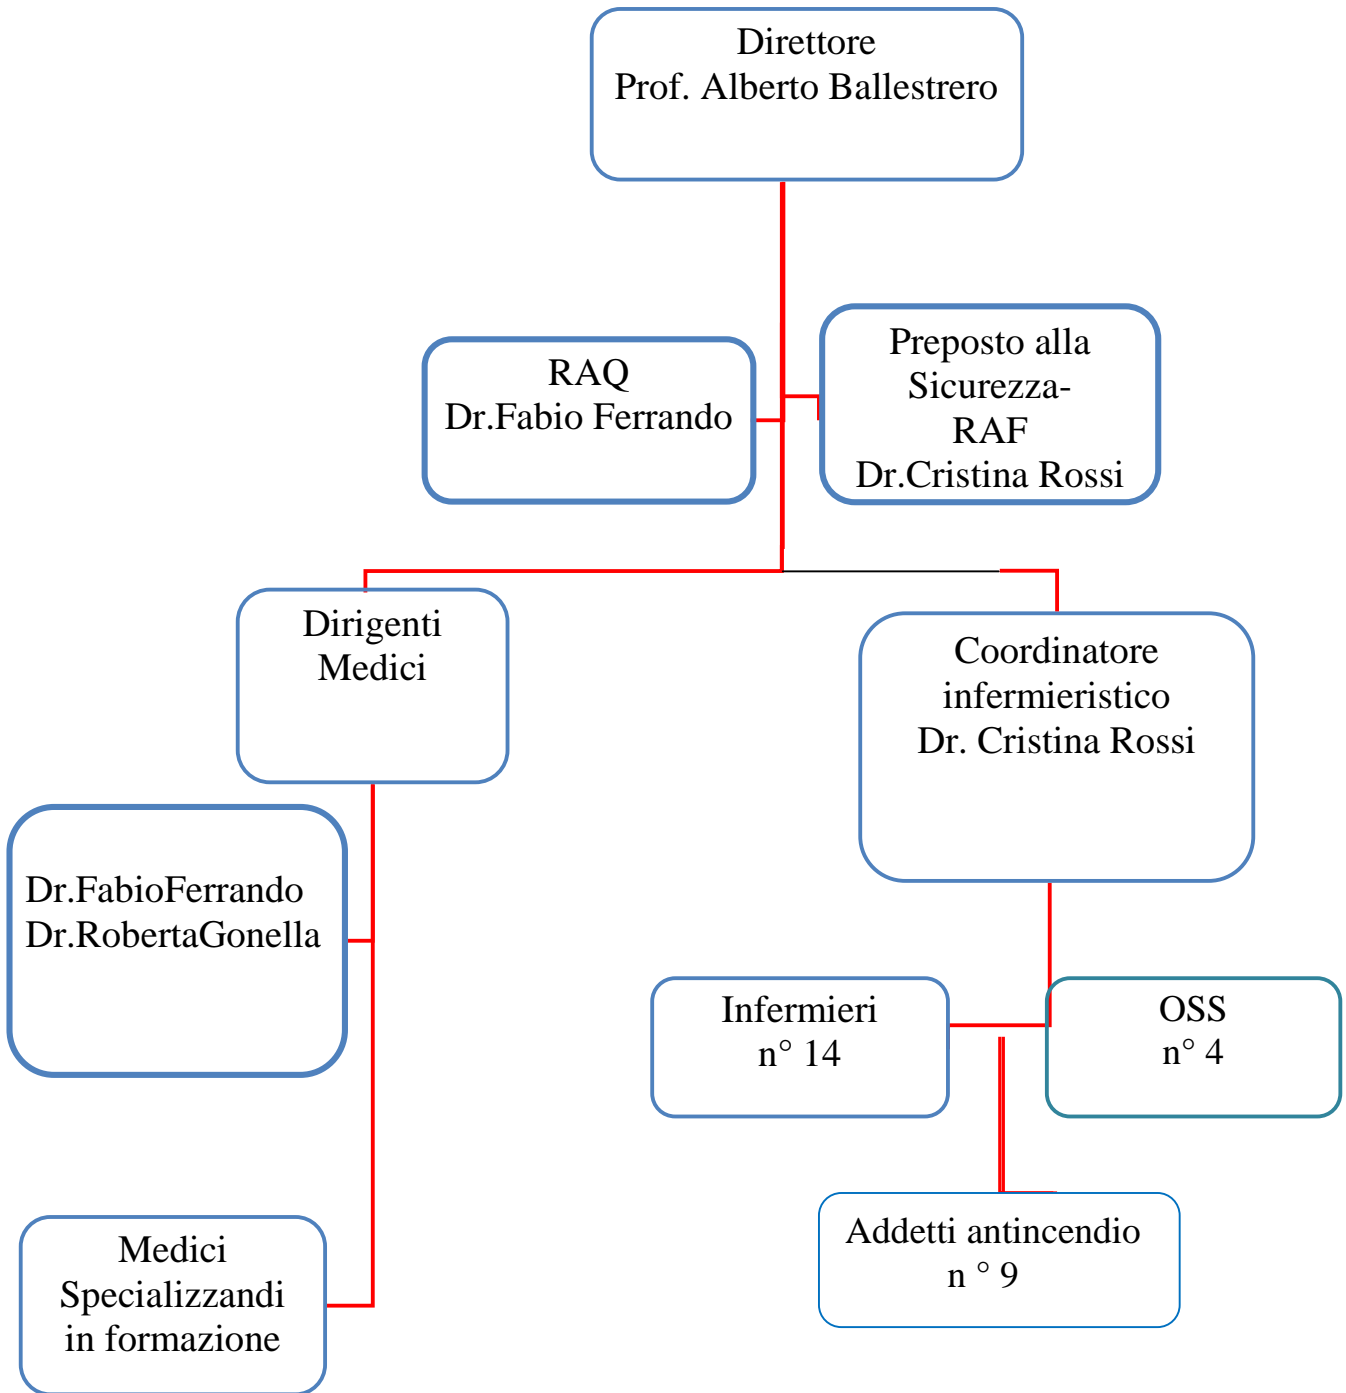 Direttore
Prof. Alberto Ballestrero
RAQ
Dr.Fabio Ferrando
Preposto alla
Sicurezza-
RAF
Dr.Cristina Rossi
Dirigenti
Medici
Coordinatore
infermieristico
Dr. Cristina Rossi
Dr.FabioFerrando
Dr.RobertaGonella
Infermieri
n° 14
OSS
n° 4
Addetti antincendio
n ° 9
Medici
Specializzandi
in formazione